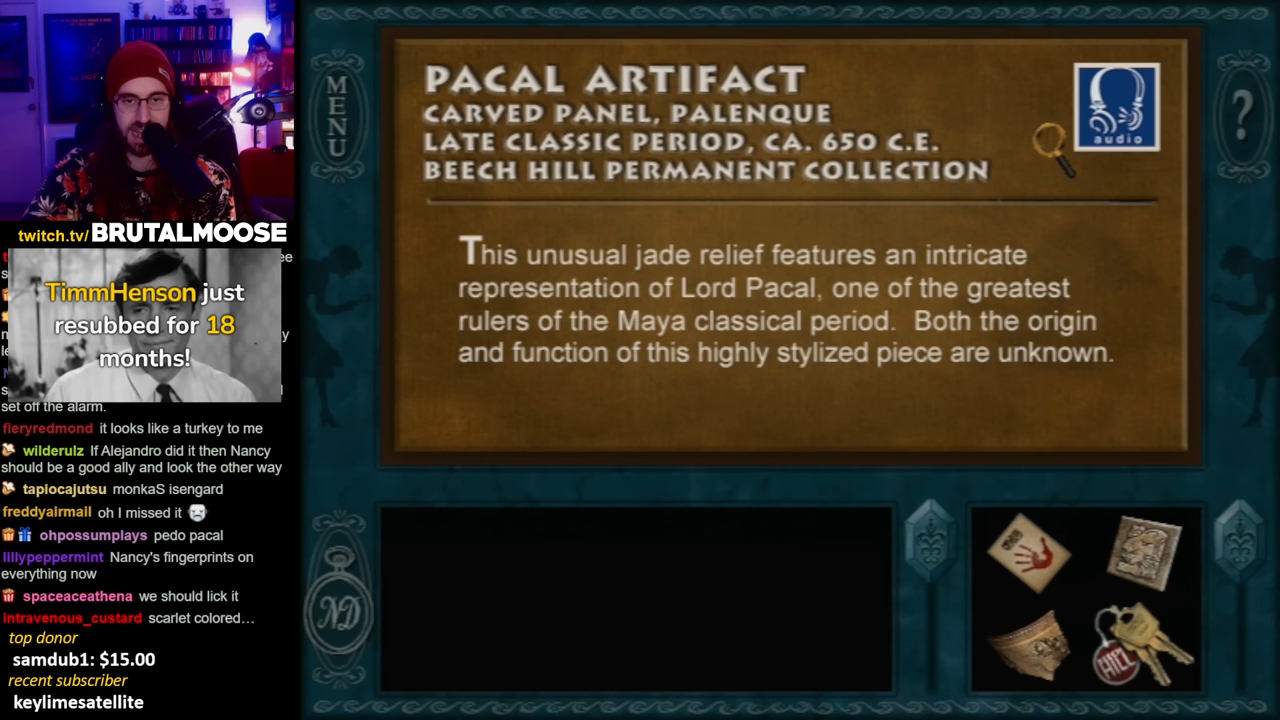 PACAL ARTIFACT
CARVED PANEL, PALENQUE
LATE CLASSIC PERIOD, CA. 650 C.E.
BEECH HILL PERMANENT COLLECTION
audio
MENU
?
This unusual jade relief features an intricate
representation of Lord Pacal, one of the greatest
rulers of the Maya classical period. Both the origin
and function of this highly stylized piece are unknown.
twitch.tv/BRUTALMOOSE
TimmHenson just
resubbed for 18
months!
set off the alarm.
fieryredmond it looks like a turkey to me
wilderulz If Alejandro did it then Nancy
should be a good ally and look the other way
tapiocajutsu monkaS isengard
freddyairmail oh I missed it
ohpossumplays pedo pacal
lillypeppermint Nancy's fingerprints on
everything now
spaceaceathena we should lick it
intravenous_custard scarlet colored…
top donor
samdub1: $15.00
recent subscriber
keylimesatellite
ND